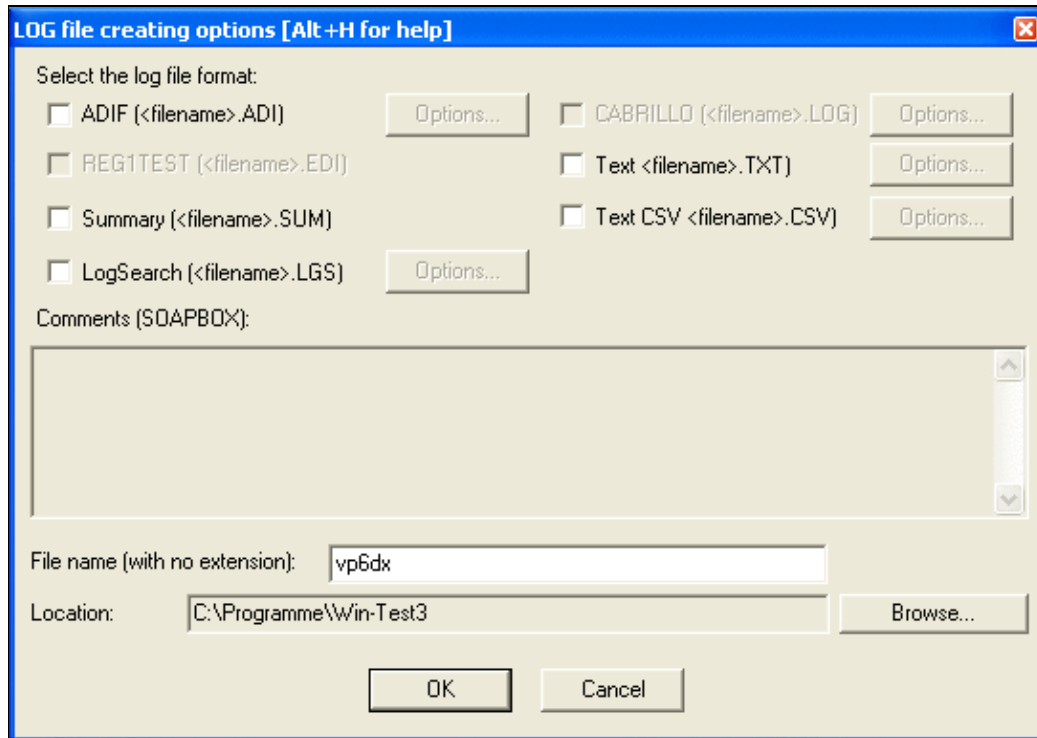 LOG file creating options [Alt+H for help]
Select the log file format:
ADIF (<filename>.ADI) Options... CABRILLO (<filename>.LOG) Options...
REG1TEST (<filename>.EDI) Text <filename>.TXT) Options...
Summary (<filename>.SUM) Text CSV <filename>.CSV) Options...
LogSearch (<filename>.LGS) Options...
Comments (SOAPBOX):
File name (with no extension): vp6dx
Location: C:\Programme\Win-Test3 Browse...
OK Cancel